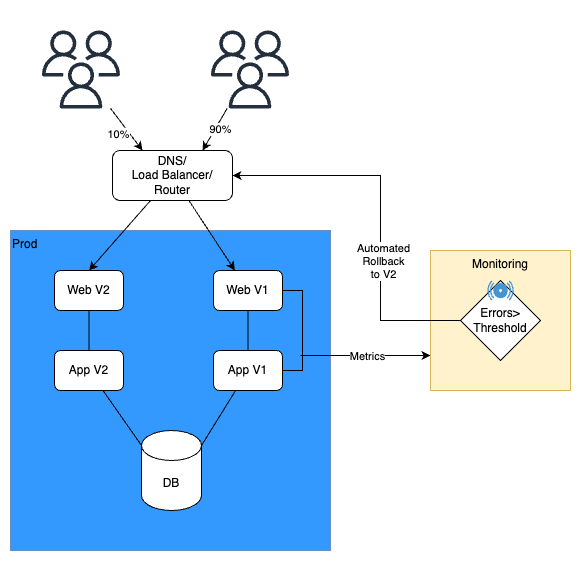 10%
90%
DNS/
Load Balancer/
Router
Prod
Web V2
Web V1
App V2
App V1
DB
Automated
Rollback
to V2
Metrics
Monitoring
Errors>
Threshold